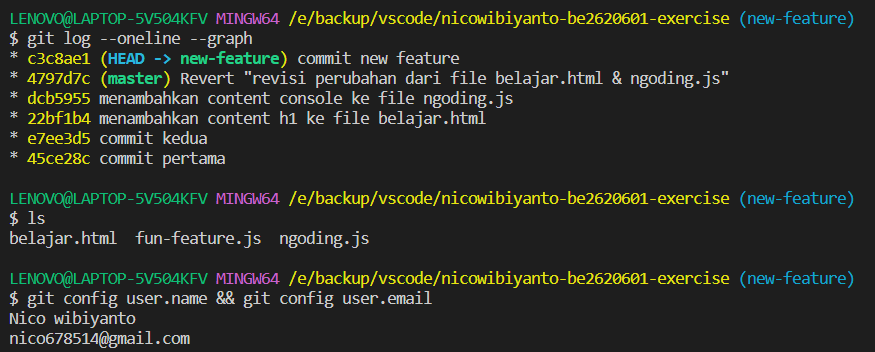 LENOVO@LAPTOP-5V504KFV MINGW64 /e/backup/vscode/nicowibiyanto-be2620601-exercise (new-feature)
$ git log --oneline --graph
* c3c8ae1 (HEAD -> new-feature) commit new feature
* 4797d7c (master) Revert "revisi perubahan dari file belajar.html & ngoding.js"
* dcb5955 menambahkan content console ke file ngoding.js
* 22bf1b4 menambahkan content h1 ke file belajar.html
* e7ee3d5 commit kedua
* 45ce28c commit pertama
LENOVO@LAPTOP-5V504KFV MINGW64 /e/backup/vscode/nicowibiyanto-be2620601-exercise (new-feature)
$ ls
belajar.html  fun-feature.js  ngoding.js
LENOVO@LAPTOP-5V504KFV MINGW64 /e/backup/vscode/nicowibiyanto-be2620601-exercise (new-feature)
$ git config user.name && git config user.email
Nico wibiyanto
nico678514@gmail.com